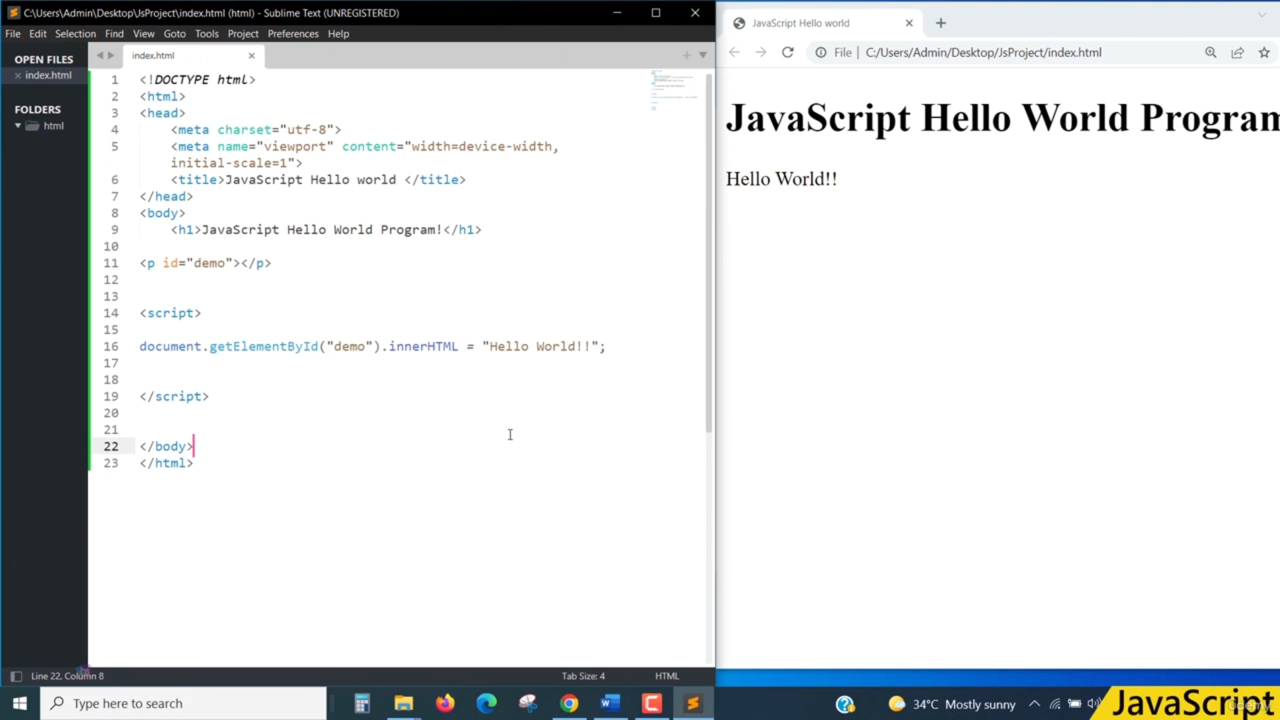 C:\Users\Admin\Desktop\JsProject\index.html (html) - Sublime Text (UNREGISTERED)
File Edit Selection Find View Goto Tools Project Preferences Help
OPEN FILES
index.html
FOLDERS
html
index.html
1 <!DOCTYPE html>
2 <html>
3 <head>
4 <meta charset="utf-8">
5 <meta name="viewport" content="width=device-width,
initial-scale=1">
6 <title>JavaScript Hello world </title>
7 </head>
8 <body>
9 <h1>JavaScript Hello World Program!</h1>
10
11 <p id="demo"></p>
12
13
14 <script>
15
16 document.getElementById("demo").innerHTML = "Hello World!!";
17
18
19 </script>
20
21
22 </body>
23 </html>
Line 22, Column 8
Tab Size: 4
HTML
JavaScript Hello world
File C:/Users/Admin/Desktop/JsProject/index.html
JavaScript Hello World Program
Hello World!!
Type here to search
34°C Mostly sunny
JavaScript